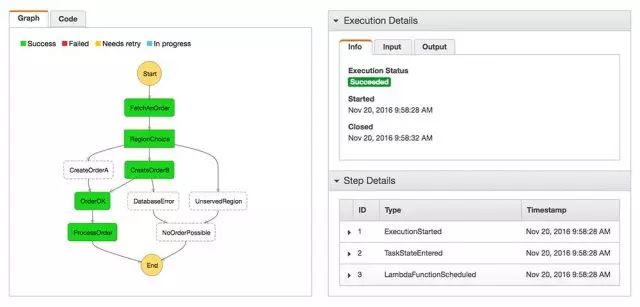 Graph
Code
Success
Failed
Needs retry
In progress
Start
FetchAnOrder
RegionChoice
CreateOrderA
CreateOrderB
OrderOK
DatabaseError
UnservedRegion
ProcessOrder
NoOrderPossible
End
Execution Details
Info
Input
Output
Execution Status
Succeeded
Started
Nov 20, 2016 9:58:28 AM
Closed
Nov 20, 2016 9:58:32 AM
Step Details
ID Type Timestamp
1 ExecutionStarted Nov 20, 2016 9:58:28 AM
2 TaskStateEntered Nov 20, 2016 9:58:28 AM
3 LambdaFunctionScheduled Nov 20, 2016 9:58:28 AM